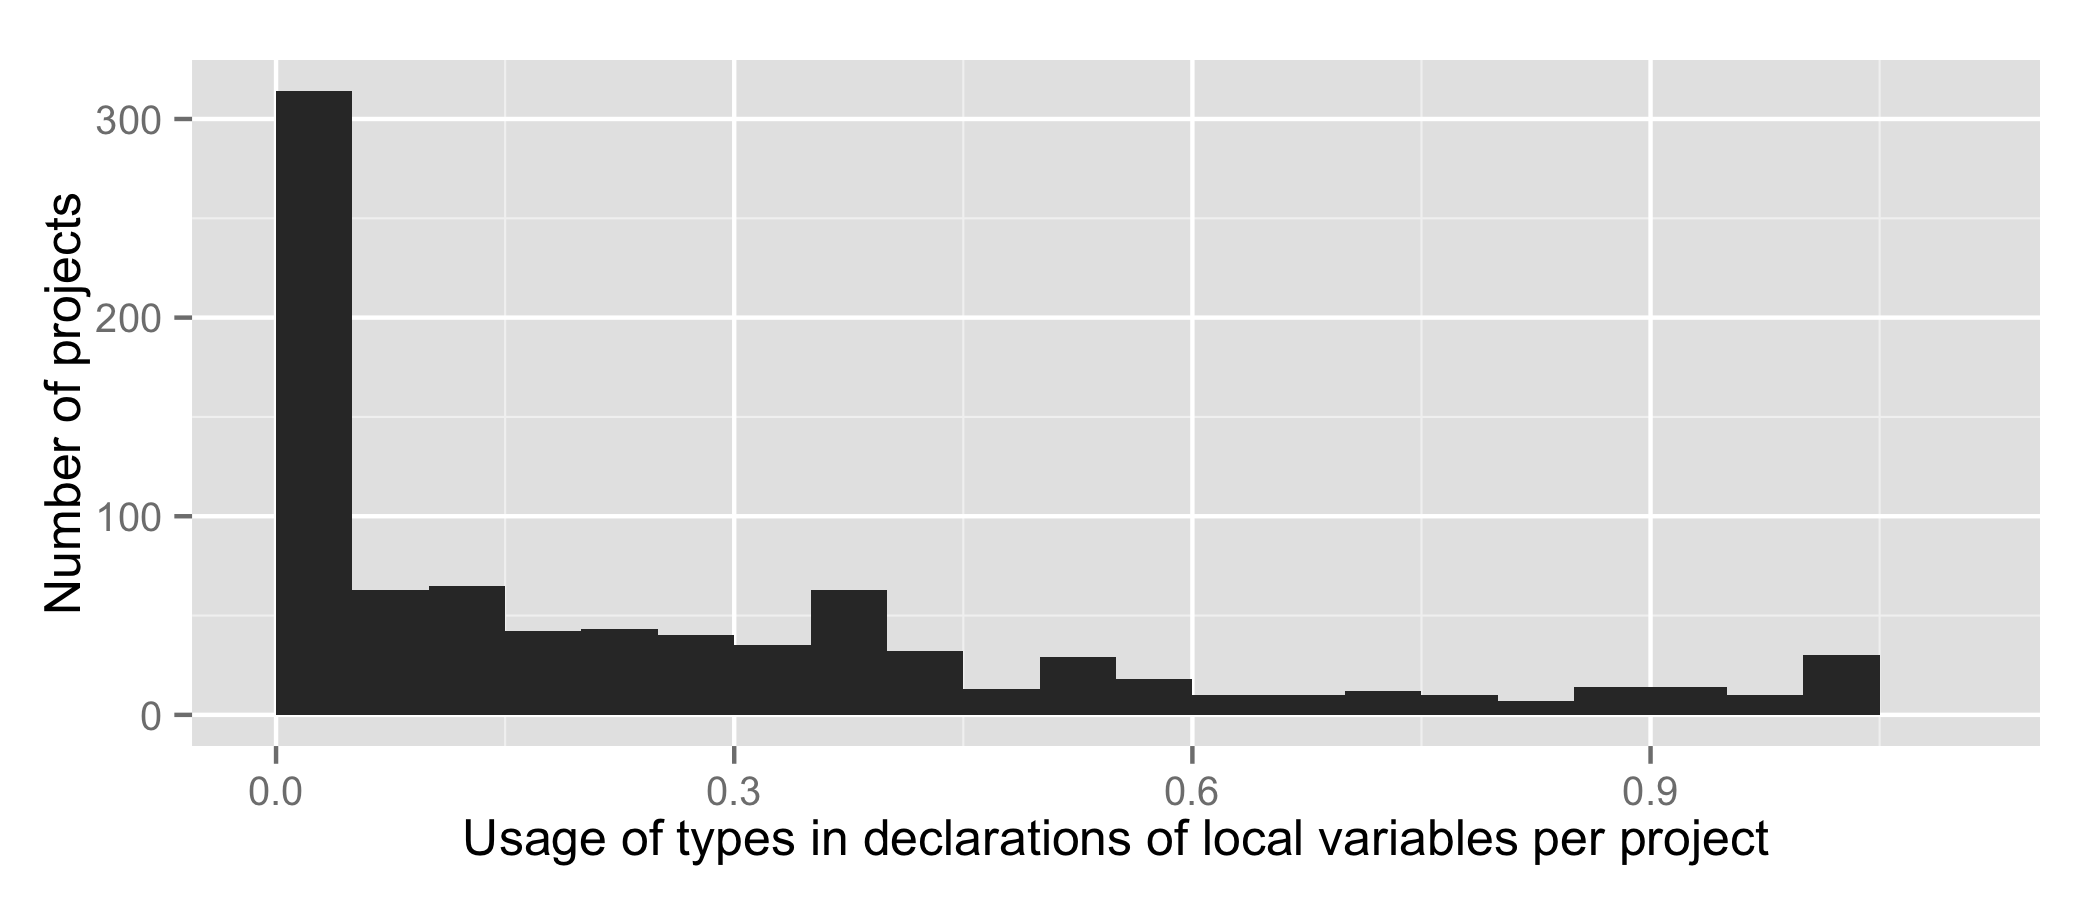 Number of projects
300
200
100
0
0.0 0.3 0.6 0.9
Usage of types in declarations of local variables per project